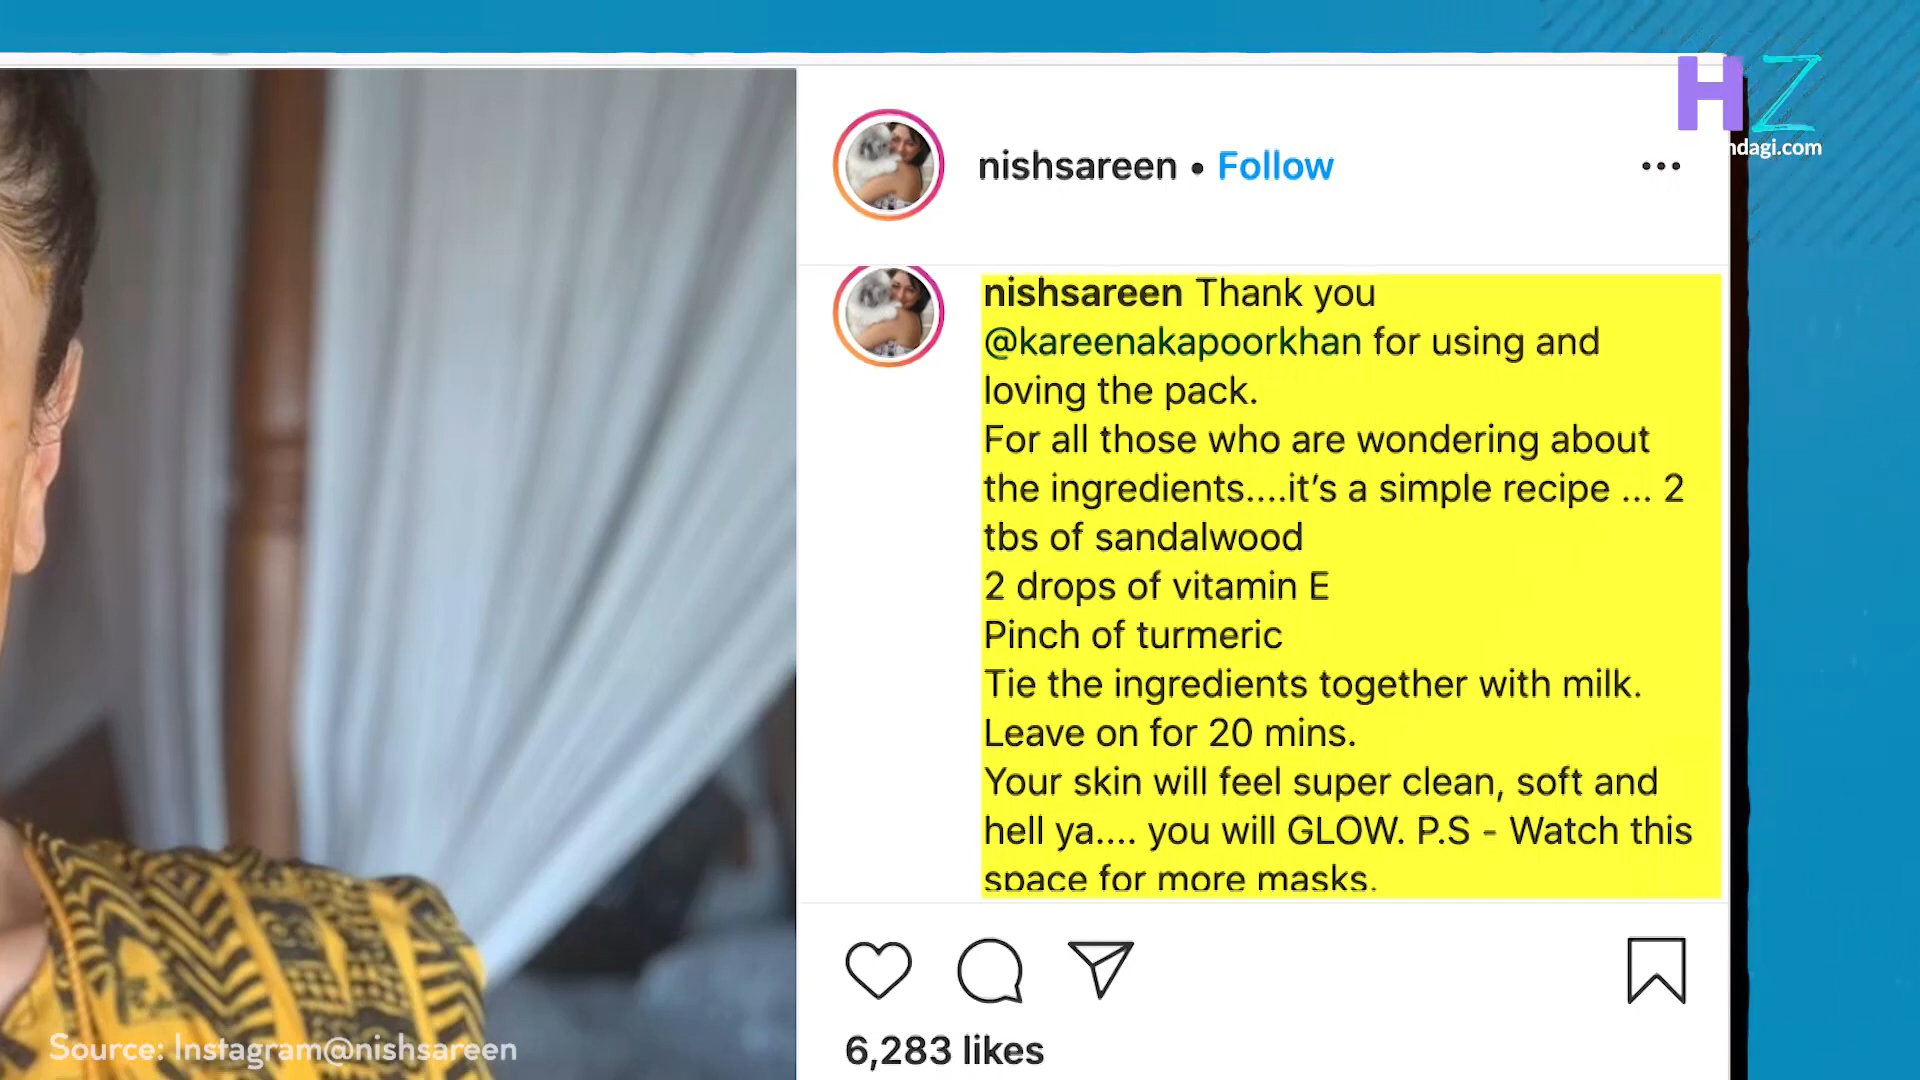 HZ
ndagi.com
nishsareen • Follow
nishsareen Thank you
@kareenakapoorkhan for using and
loving the pack.
For all those who are wondering about
the ingredients....it's a simple recipe ... 2
tbs of sandalwood
2 drops of vitamin E
Pinch of turmeric
Tie the ingredients together with milk.
Leave on for 20 mins.
Your skin will feel super clean, soft and
hell ya.... you will GLOW. P.S - Watch this
space for more masks.
6,283 likes
Source: Instagram@nishsareen